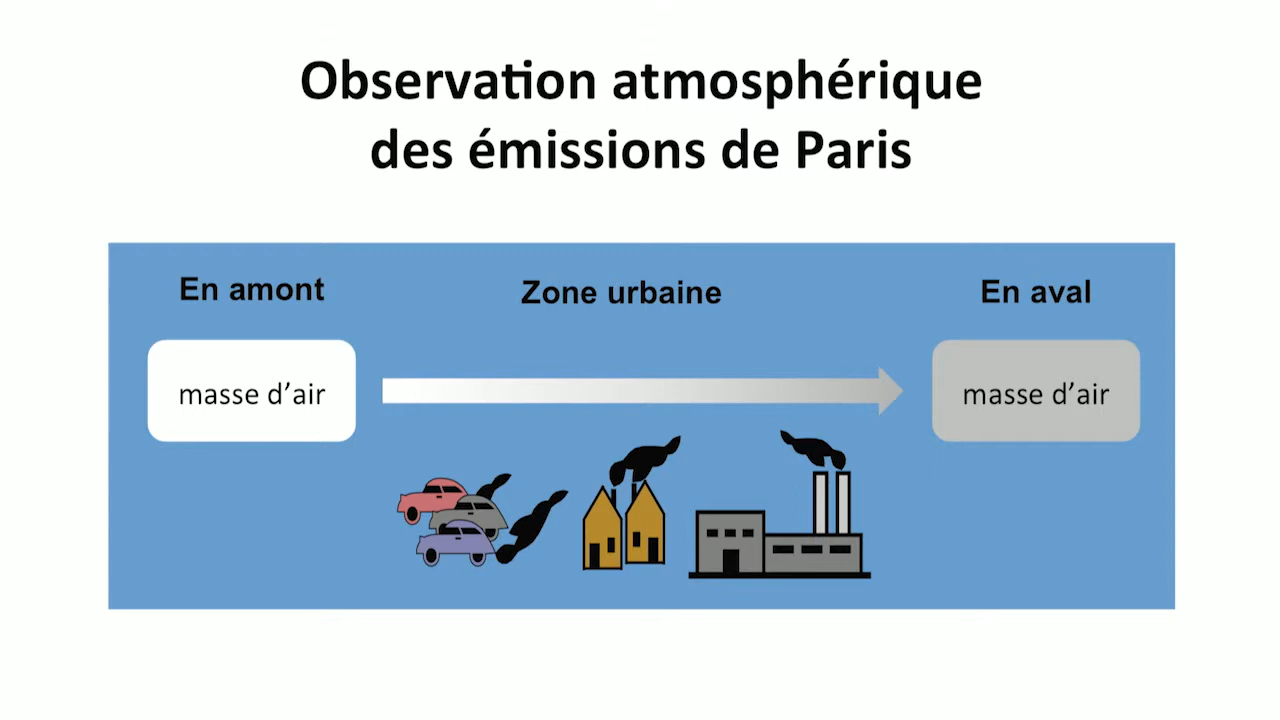 Observation atmosphérique
des émissions de Paris
En amont
Zone urbaine
En aval
masse d’air
masse d’air